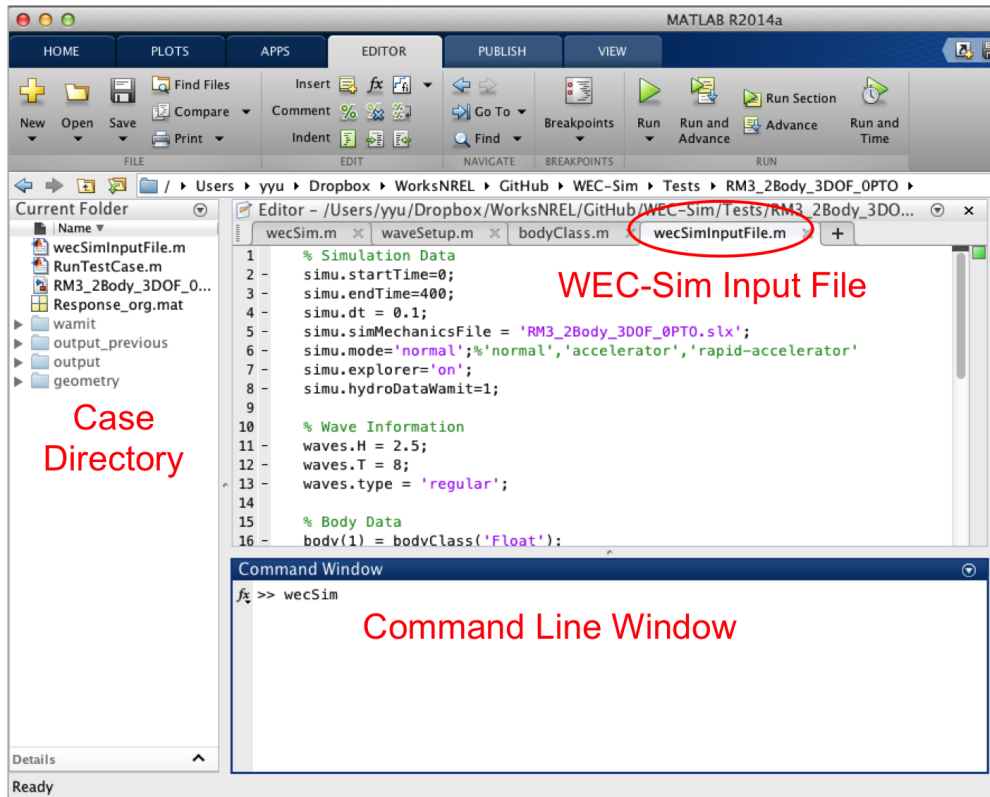 MATLAB R2014a
HOME PLOTS APPS EDITOR PUBLISH VIEW
New Open Save Find Files Compare Print
FILE
Insert fx
Comment
Indent
EDIT
Go To
Find
NAVIGATE
Breakpoints
BREAKPOINTS
Run Run and Advance Run Section Advance Run and Time
RUN
/ Users yyu Dropbox WorksNREL GitHub WEC-Sim Tests RM3_2Body_3DOF_0PTO
Current Folder
Name
wecSimInputFile.m
RunTestCase.m
RM3_2Body_3DOF_0...
Response_org.mat
wamit
output_previous
output
geometry
Case
Directory
Details
Editor – /Users/yyu/Dropbox/WorksNREL/GitHub/WEC-Sim/Tests/RM3_2Body_3DO...
wecSim.m waveSetup.m bodyClass.m wecSimInputFile.m +
WEC-Sim Input File
1 % Simulation Data
2 - simu.startTime=0;
3 - simu.endTime=400;
4 - simu.dt = 0.1;
5 - simu.simMechanicsFile = 'RM3_2Body_3DOF_0PTO.slx';
6 - simu.mode='normal';%'normal','accelerator','rapid-accelerator'
7 - simu.explorer='on';
8 - simu.hydroDataWamit=1;
9
10 % Wave Information
11 - waves.H = 2.5;
12 - waves.T = 8;
13 - waves.type = 'regular';
14
15 % Body Data
16 - body(1) = bodyClass('Float');
Command Window
fx >> wecSim
Command Line Window
Ready